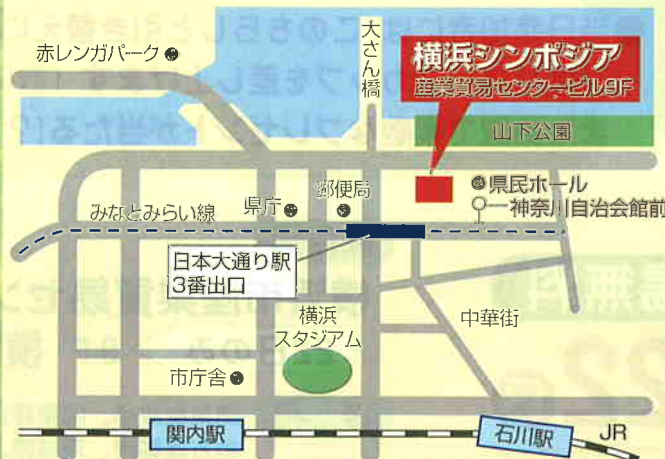 赤レンガパーク
大さん橋
横浜シンポジア
産業貿易センタービル9F
山下公園
県民ホール
神奈川自治会館前
郵便局
県庁
みなとみらい線
日本大通り駅
3番出口
横浜
スタジアム
中華街
市庁舎
関内駅
石川駅
JR